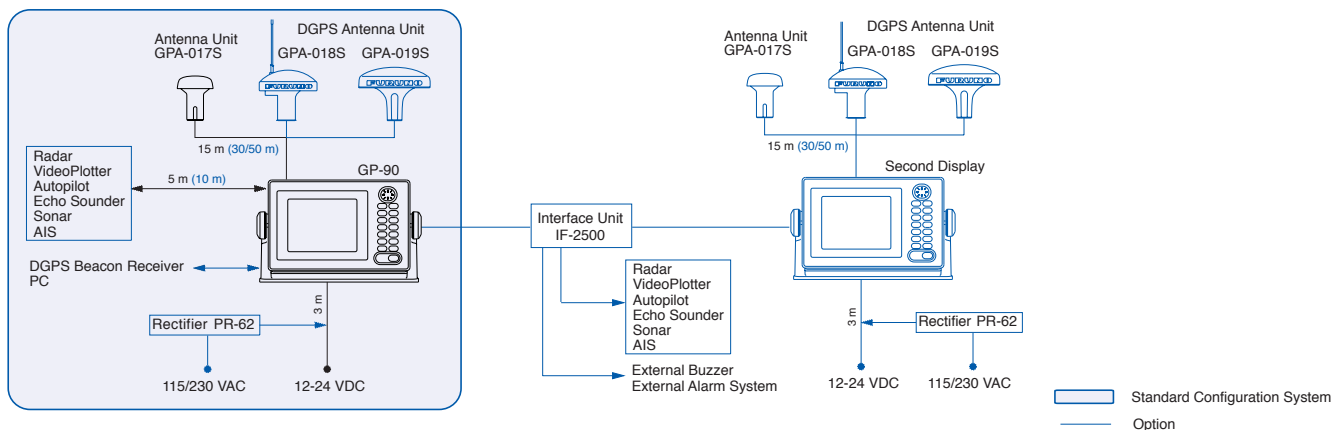 Antenna Unit
GPA-017S
DGPS Antenna Unit
GPA-018S
GPA-019S
FURUNO
FURUNO
15 m (30/50 m)
Radar
VideoPlotter
Autopilot
Echo Sounder
Sonar
AIS
5 m (10 m)
GP-90
DGPS Beacon Receiver
PC
3 m
Rectifier PR-62
115/230 VAC
12-24 VDC
Interface Unit
IF-2500
Radar
VideoPlotter
Autopilot
Echo Sounder
Sonar
AIS
External Buzzer
External Alarm System
Antenna Unit
GPA-017S
DGPS Antenna Unit
GPA-018S
GPA-019S
FURUNO
FURUNO
15 m (30/50 m)
Second Display
3 m
Rectifier PR-62
12-24 VDC
115/230 VAC
Standard Configuration System
Option